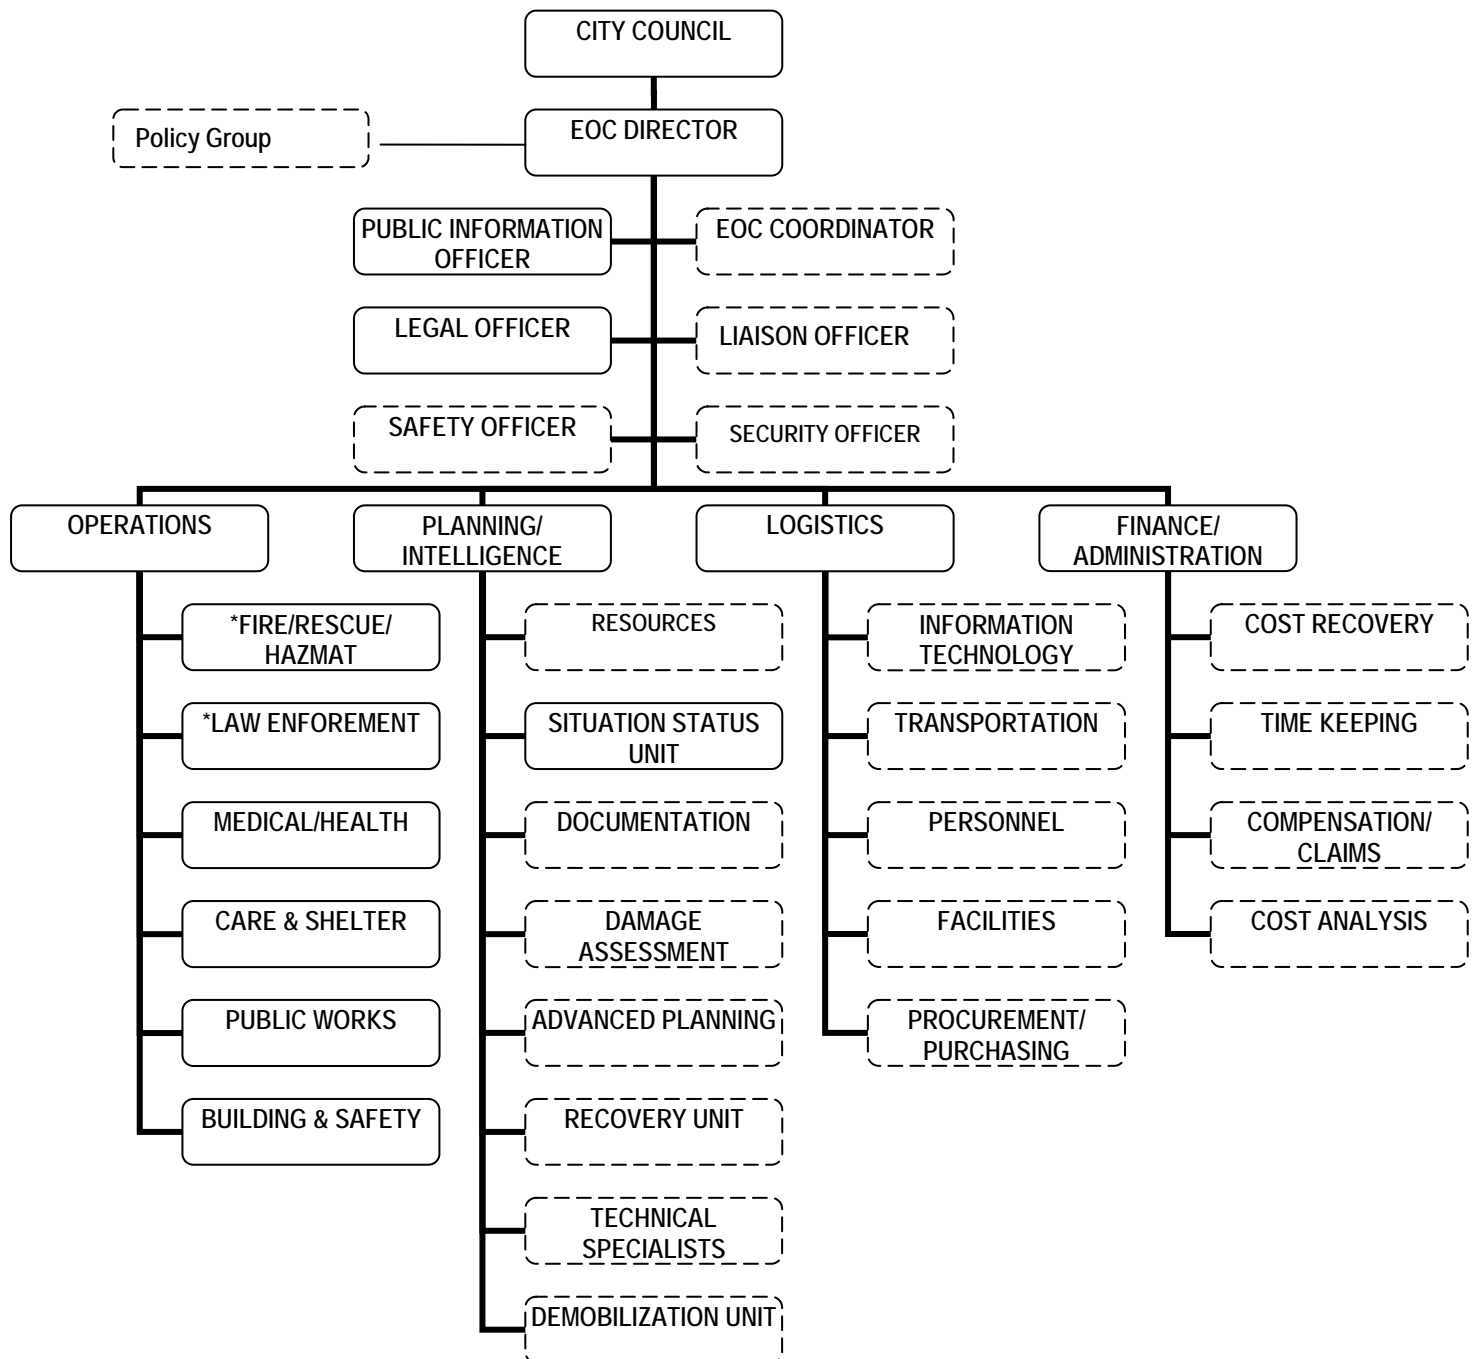 CITY COUNCIL
EOC DIRECTOR
Policy Group
PUBLIC INFORMATION
OFFICER
EOC COORDINATOR
LEGAL OFFICER
LIAISON OFFICER
SAFETY OFFICER
SECURITY OFFICER
OPERATIONS
PLANNING/
INTELLIGENCE
LOGISTICS
FINANCE/
ADMINISTRATION
*FIRE/RESCUE/
HAZMAT
*LAW ENFOREMENT
MEDICAL/HEALTH
CARE & SHELTER
PUBLIC WORKS
BUILDING & SAFETY
RESOURCES
SITUATION STATUS
UNIT
DOCUMENTATION
DAMAGE
ASSESSMENT
ADVANCED PLANNING
RECOVERY UNIT
TECHNICAL
SPECIALISTS
DEMOBILIZATION UNIT
INFORMATION
TECHNOLOGY
TRANSPORTATION
PERSONNEL
FACILITIES
PROCUREMENT/
PURCHASING
COST RECOVERY
TIME KEEPING
COMPENSATION/
CLAIMS
COST ANALYSIS